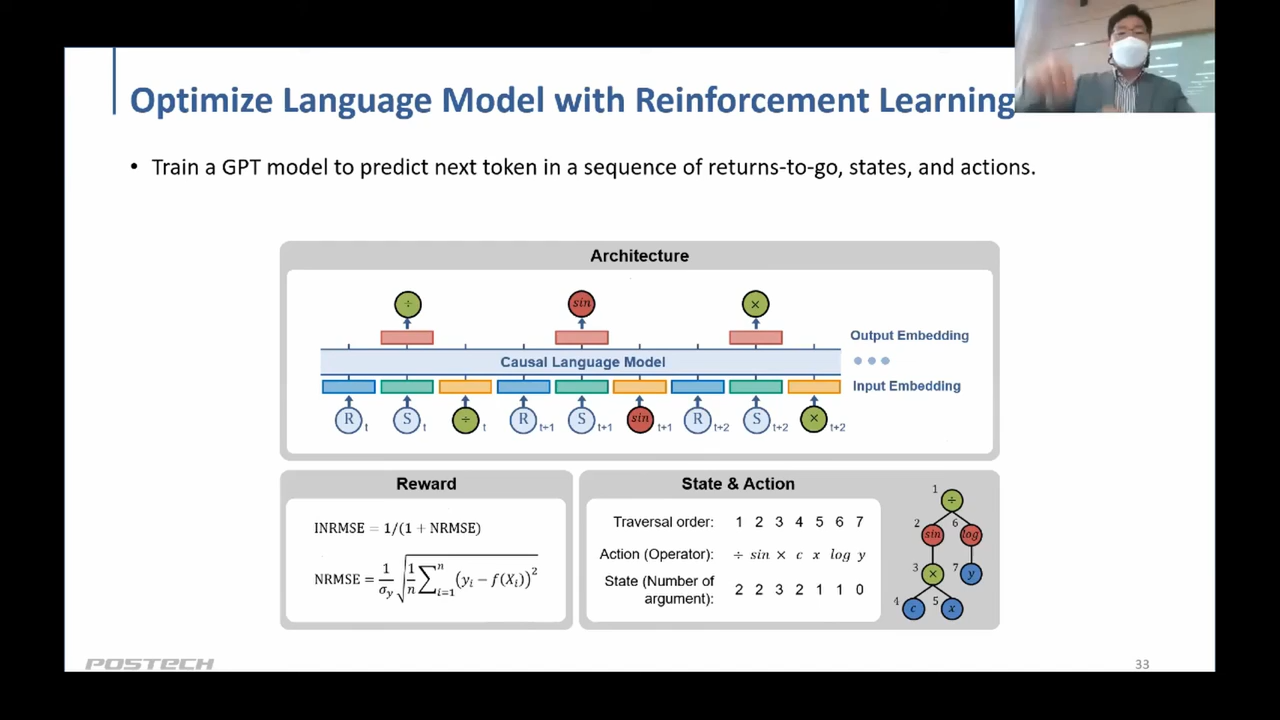 Optimize Language Model with Reinforcement Learning
• Train a GPT model to predict next token in a sequence of returns-to-go, states, and actions.
Architecture
÷ sin ×
Output Embedding
Causal Language Model
Input Embedding
R t S t ÷ t R t+1 S t+1 sin t+1 R t+2 S t+2 × t+2
Reward
INRMSE = 1/(1 + NRMSE)
NRMSE = 1/σ_y √(1/n ∑_{i=1}^{n} (y_i − f(X_i))²)
State & Action
Traversal order: 1 2 3 4 5 6 7
Action (Operator): ÷ sin × c x log y
State (Number of
argument): 2 2 3 2 1 1 0
1 ÷
2 sin 6 log
3 × 7 y
4 c 5 x
POSTECH
33